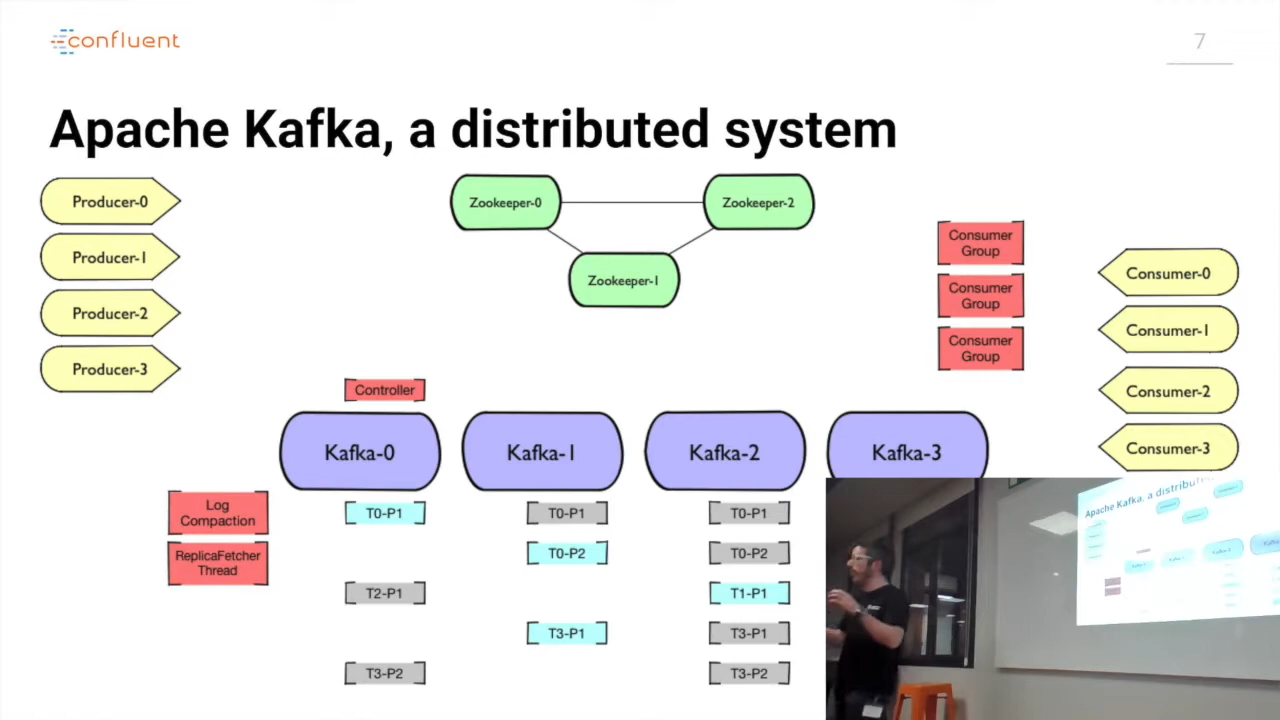 confluent
7
Apache Kafka, a distributed system
Producer-0
Producer-1
Producer-2
Producer-3
Zookeeper-0
Zookeeper-2
Zookeeper-1
Consumer
Group
Consumer
Group
Consumer
Group
Consumer-0
Consumer-1
Consumer-2
Consumer-3
Controller
Kafka-0
Kafka-1
Kafka-2
Kafka-3
Log
Compaction
ReplicaFetcher
Thread
T0-P1
T0-P1
T0-P1
T0-P2
T0-P2
T2-P1
T1-P1
T3-P1
T3-P1
T3-P2
T3-P2
Apache Kafka, a distribute